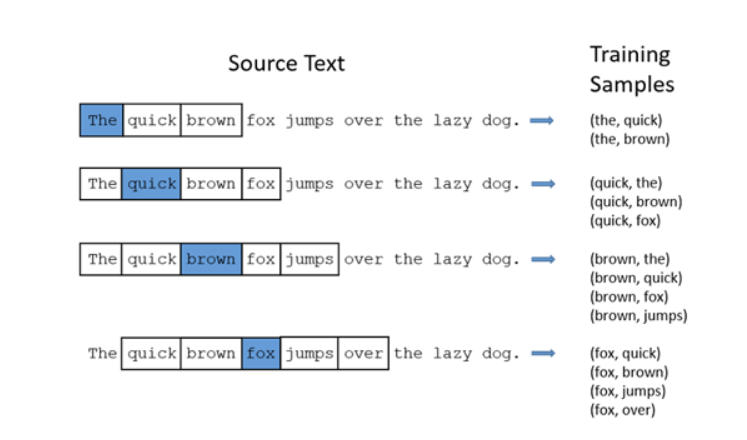 Source Text
Training
Samples
The quick brown fox jumps over the lazy dog.
(the, quick)
(the, brown)
The quick brown fox jumps over the lazy dog.
(quick, the)
(quick, brown)
(quick, fox)
The quick brown fox jumps over the lazy dog.
(brown, the)
(brown, quick)
(brown, fox)
(brown, jumps)
The quick brown fox jumps over the lazy dog.
(fox, quick)
(fox, brown)
(fox, jumps)
(fox, over)